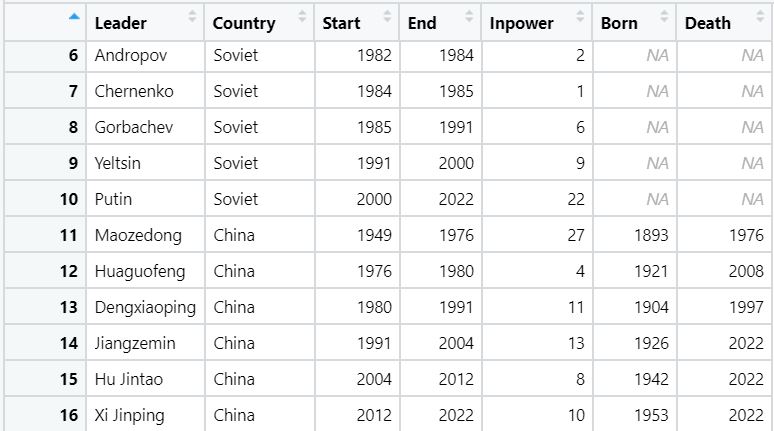 Leader Country Start End Inpower Born Death
6 Andropov Soviet 1982 1984 2 NA NA
7 Chernenko Soviet 1984 1985 1 NA NA
8 Gorbachev Soviet 1985 1991 6 NA NA
9 Yeltsin Soviet 1991 2000 9 NA NA
10 Putin Soviet 2000 2022 22 NA NA
11 Maozedong China 1949 1976 27 1893 1976
12 Huaguofeng China 1976 1980 4 1921 2008
13 Dengxiaoping China 1980 1991 11 1904 1997
14 Jiangzemin China 1991 2004 13 1926 2022
15 Hu Jintao China 2004 2012 8 1942 2022
16 Xi Jinping China 2012 2022 10 1953 2022